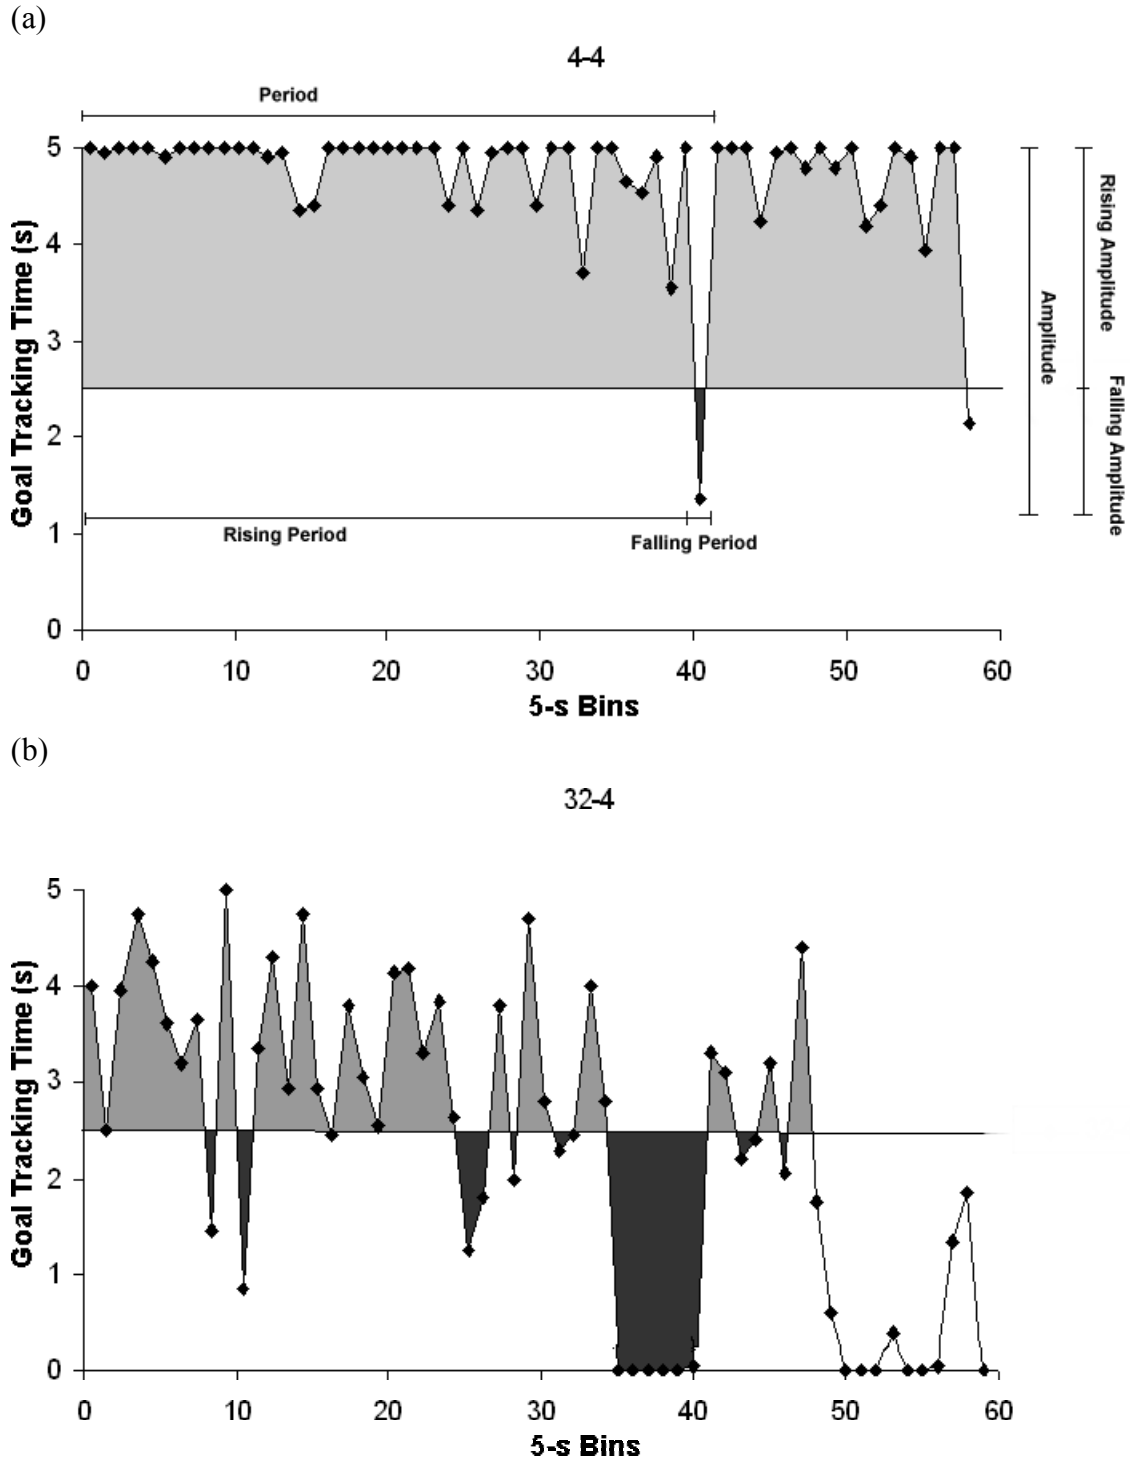 (a)
4-4
Period
5
4
3
2
1
0
Goal Tracking Time (s)
Rising Amplitude
Amplitude
Falling Amplitude
Rising Period
Falling Period
0 10 20 30 40 50 60
5-s Bins
(b)
32-4
5
4
3
2
1
0
Goal Tracking Time (s)
0 10 20 30 40 50 60
5-s Bins